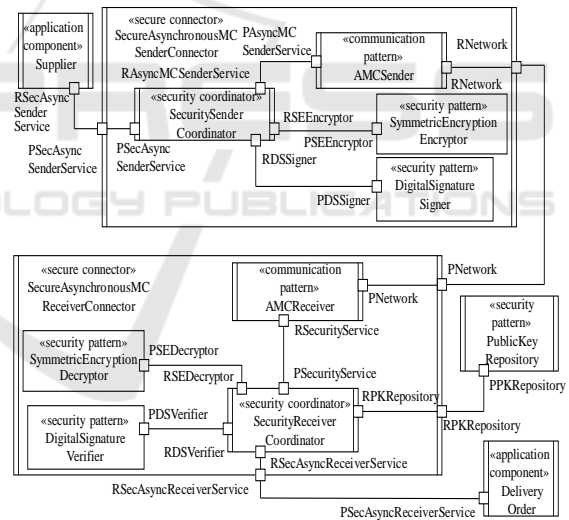 «application
component»
Supplier
«secure connector»
SecureAsynchronousMC
SenderConnector
PAsyncMC
SenderService
«communication
pattern»
AMCSender
RNetwork
RNetwork
RAsyncMCSenderService
RSecAsync
Sender
Service
«security coordinator»
SecuritySender
Coordinator
RSEEncryptor
PSEEncryptor
«security pattern»
SymmetricEncryption
Encryptor
PSecAsync
SenderService
PSecAsync
SenderService
RDSSigner
PDSSigner
«security pattern»
DigitalSignature
Signer
OLOGY PUBLICATIONS
«secure connector»
SecureAsynchronousMC
ReceiverConnector
«communication
pattern»
AMCReceiver
PNetwork
PNetwork
RSecurityService
«security
pattern»
PublicKey
Repository
«security pattern»
SymmetricEncryption
Decryptor
PSEDecryptor
RSEDecryptor
PSecurityService
PPKRepository
«security coordinator»
SecurityReceiver
Coordinator
RPKRepository
RPKRepository
«security pattern»
DigitalSignature
Verifier
PDSVerifier
RDSVerifier
RSecAsyncReceiverService
RSecAsyncReceiverService
PSecAsyncReceiverService
«application
component»
Delivery
Order